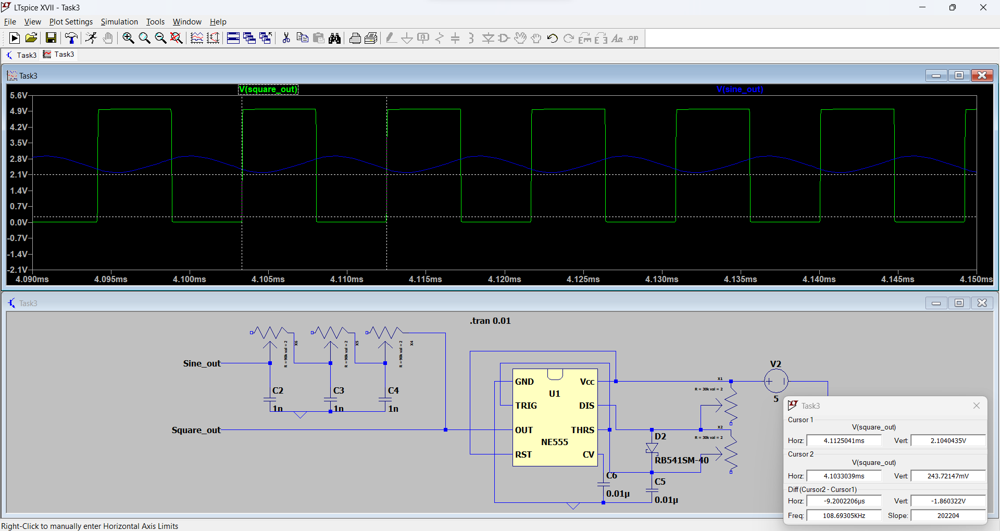 LTspice XVII - Task3
File View Plot Settings Simulation Tools Window Help
Aa .op
Task3 Task3
Task3
V(square_out) V(sine_out)
5.6V
4.9V
4.2V
3.5V
2.8V
2.1V
1.4V
0.7V
0.0V
-0.7V
-1.4V
-2.1V
4.090ms 4.095ms 4.100ms 4.105ms 4.110ms 4.115ms 4.120ms 4.125ms 4.130ms 4.135ms 4.140ms 4.145ms 4.150ms
Task3
.tran 0.01
X6 X5 X4
R = 90k val = 2 R = 90k val = 2 R = 90k val = 2
Sine_out
C2 C3 C4
1n 1n 1n
Square_out
GND Vcc
U1
TRIG DIS
OUT THRS
NE555
RST CV
V2
5
X1
R = 30k val = 2
X2
R = 30k val = 2
D2
RB541SM-40
C6
0.01µ
C5
0.01µ
Task3
Cursor 1
V(square_out)
Horz: 4.1125041ms Vert: 2.1040435V
Cursor 2
V(square_out)
Horz: 4.1033039ms Vert: 243.72147mV
Diff (Cursor2 - Cursor1)
Horz: -9.2002206µs Vert: -1.860322V
Freq: 108.69305KHz Slope: 202204
Right-Click to manually enter Horizontal Axis Limits